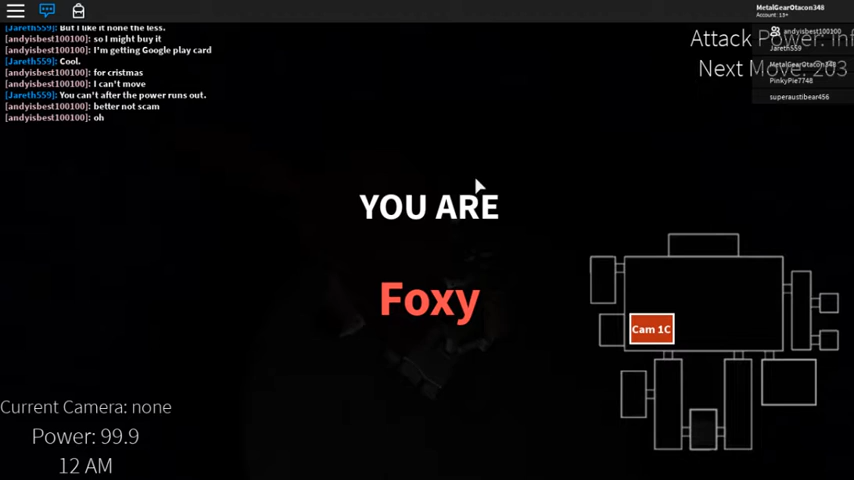 MetalGearOtacon348
Account: 13+
[Jareth559]: But I like it none the less.
[andyisbest100100]: so I might buy it
[andyisbest100100]: I'm getting Google play card
[Jareth559]: Cool.
[andyisbest100100]: for cristmas
[andyisbest100100]: I can't move
[Jareth559]: You can't after the power runs out.
[andyisbest100100]: better not scam
[andyisbest100100]: oh
Attack Power: inf
Next Move: 203
andyisbest100100
Jareth559
MetalGearOtacon348
PinkyPie7748
superaustibear456
YOU ARE
Foxy
Cam 1C
Current Camera: none
Power: 99.9
12 AM